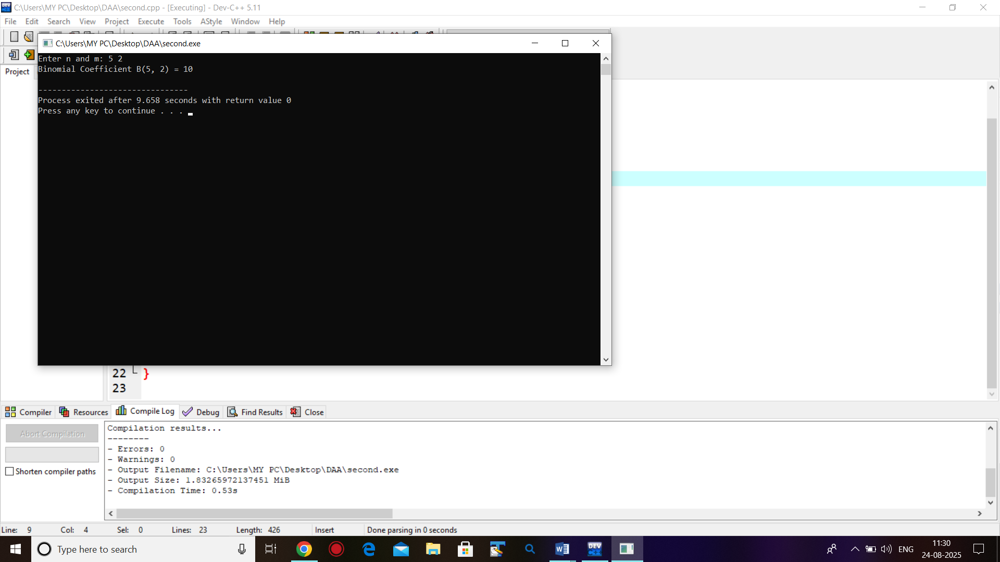 C:\Users\MY PC\Desktop\DAA\second.cpp - [Executing] - Dev-C++ 5.11
File Edit Search View Project Execute Tools AStyle Window Help
C:\Users\MY PC\Desktop\DAA\second.exe
Enter n and m: 5 2
Binomial Coefficient B(5, 2) = 10
--------------------------------
Process exited after 9.658 seconds with return value 0
Press any key to continue . . .
Project
22 }
23
Compiler Resources Compile Log Debug Find Results Close
Abort Compilation
Shorten compiler paths
Compilation results...
--------
- Errors: 0
- Warnings: 0
- Output Filename: C:\Users\MY PC\Desktop\DAA\second.exe
- Output Size: 1.83265972137451 MiB
- Compilation Time: 0.53s
Line: 9 Col: 4 Sel: 0 Lines: 23 Length: 426 Insert Done parsing in 0 seconds
Type here to search
DEV
C++
ENG
11:30
24-08-2025